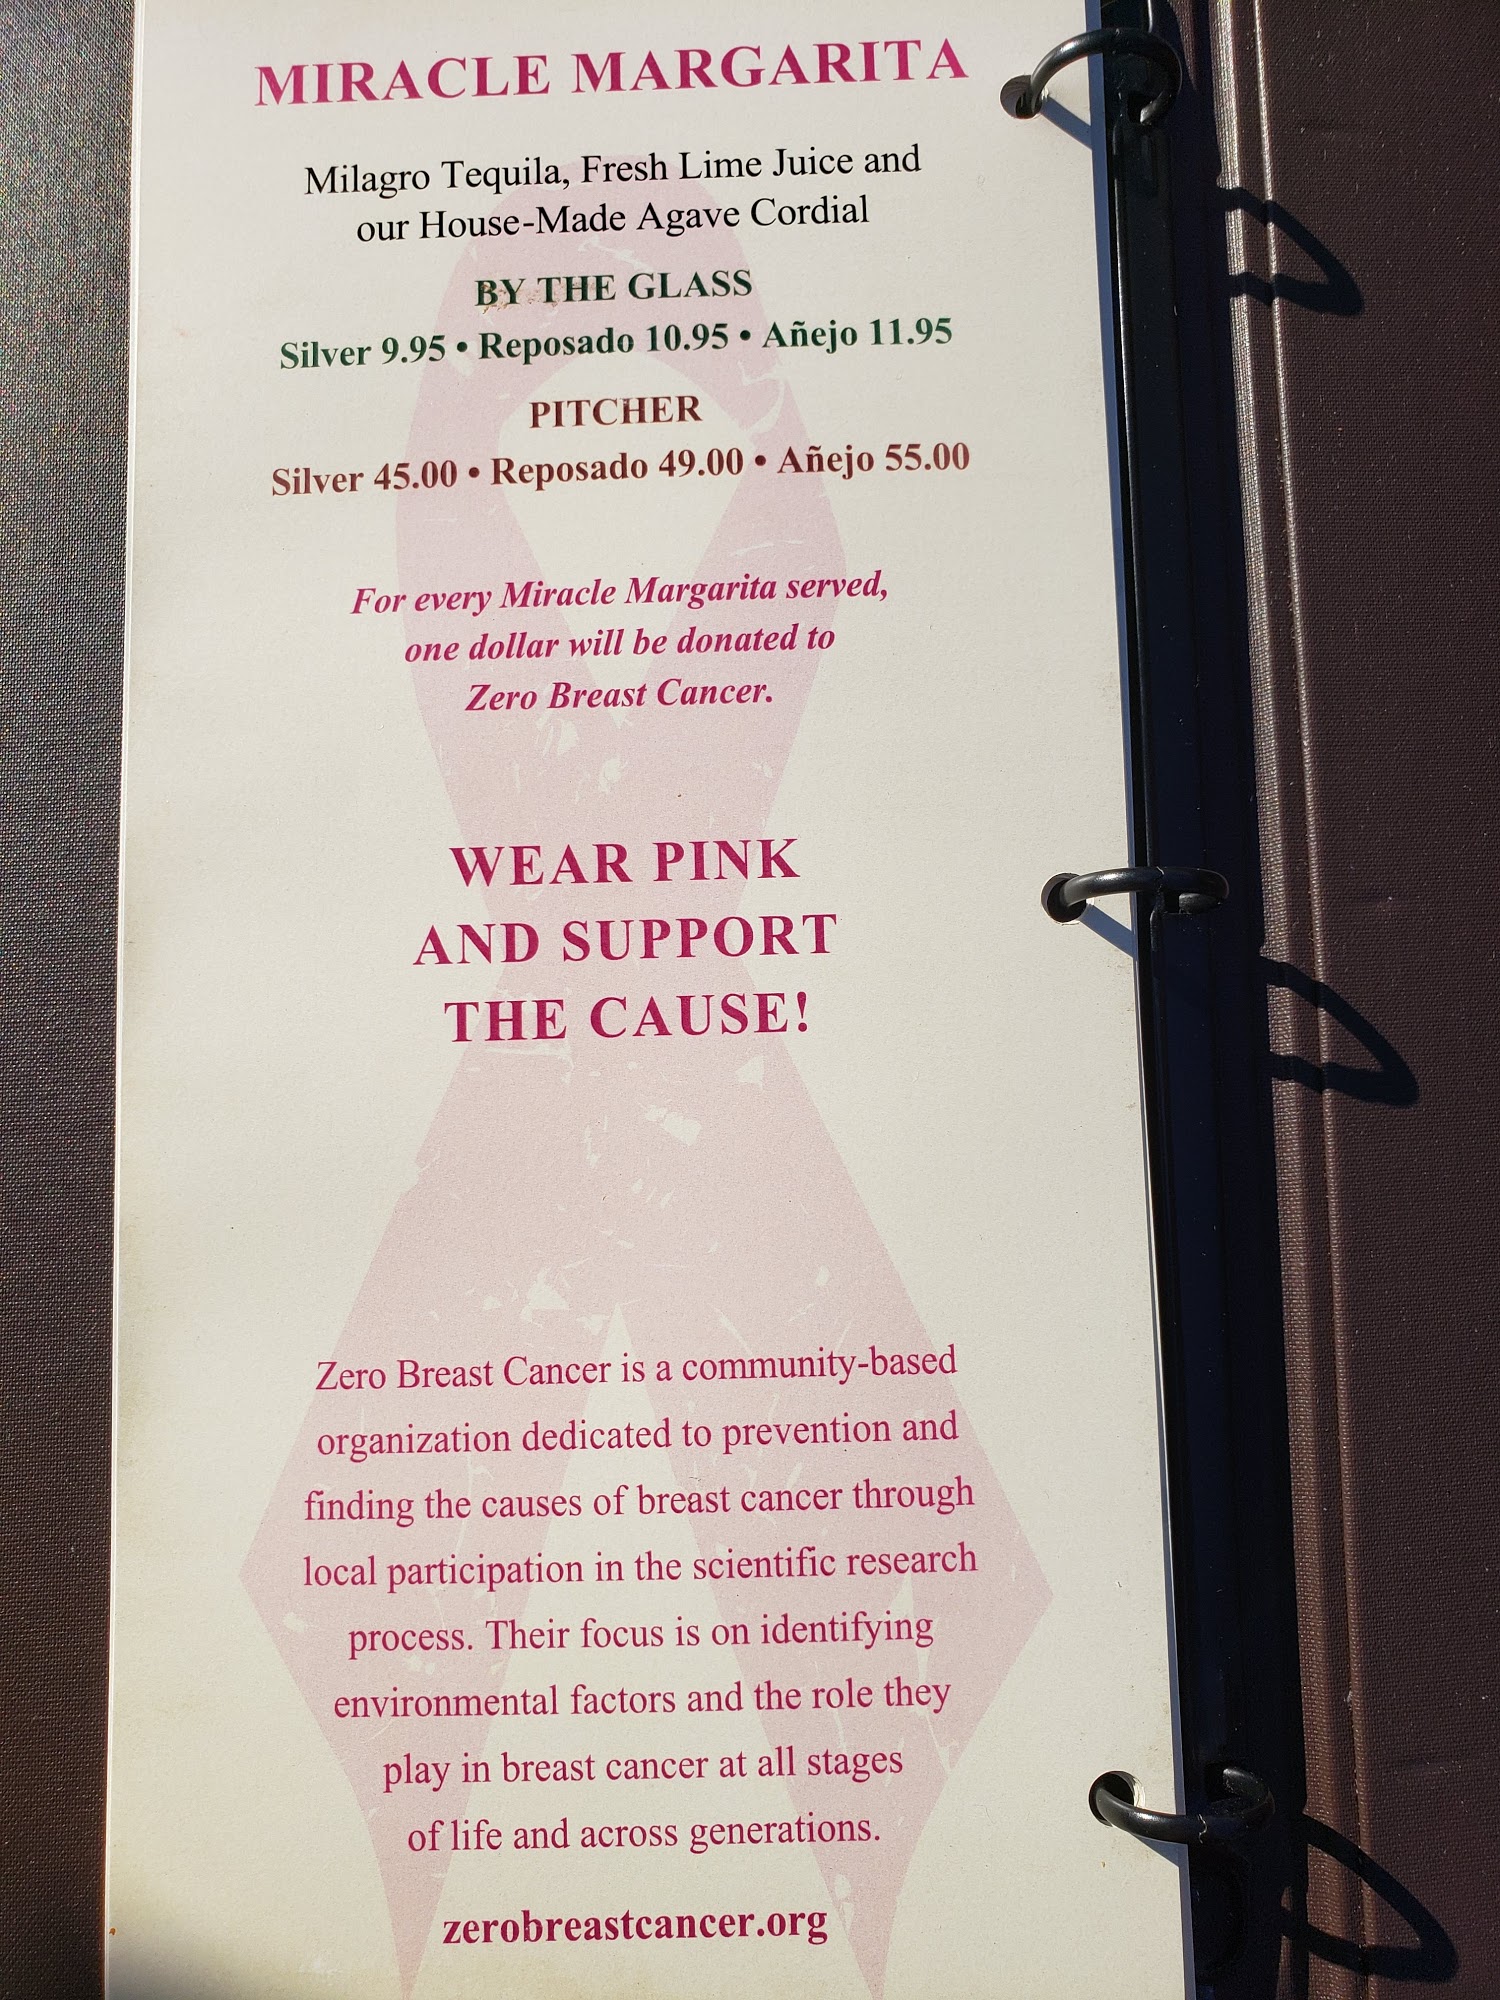 MIRACLE MARGARITA
Milagro Tequila, Fresh Lime Juice and
our House-Made Agave Cordial
BY THE GLASS
Silver 9.95 • Reposado 10.95 • Añejo 11.95
PITCHER
Silver 45.00 • Reposado 49.00 • Añejo 55.00
For every Miracle Margarita served,
one dollar will be donated to
Zero Breast Cancer.
WEAR PINK
AND SUPPORT
THE CAUSE!
Zero Breast Cancer is a community-based
organization dedicated to prevention and
finding the causes of breast cancer through
local participation in the scientific research
process. Their focus is on identifying
environmental factors and the role they
play in breast cancer at all stages
of life and across generations.
zerobreastcancer.org